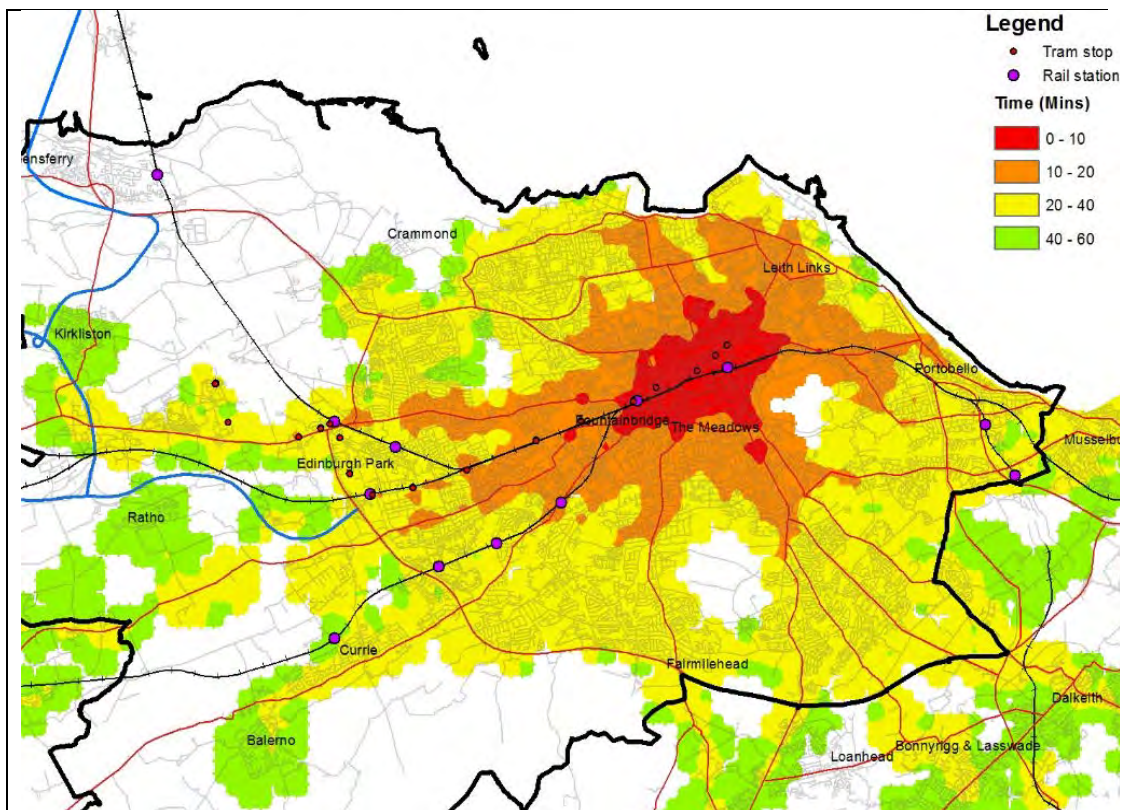 Legend
Tram stop
Rail station
Time (Mins)
0 - 10
10 - 20
20 - 40
40 - 60
ensferry
Crammond
Leith Links
Kirkliston
Portobello
Fountainbridge
The Meadows
Musselbu
Edinburgh Park
Ratho
Currie
Fairmilehead
Dalkeith
Balerno
Bonnyrigg & Lasswade
Loanhead